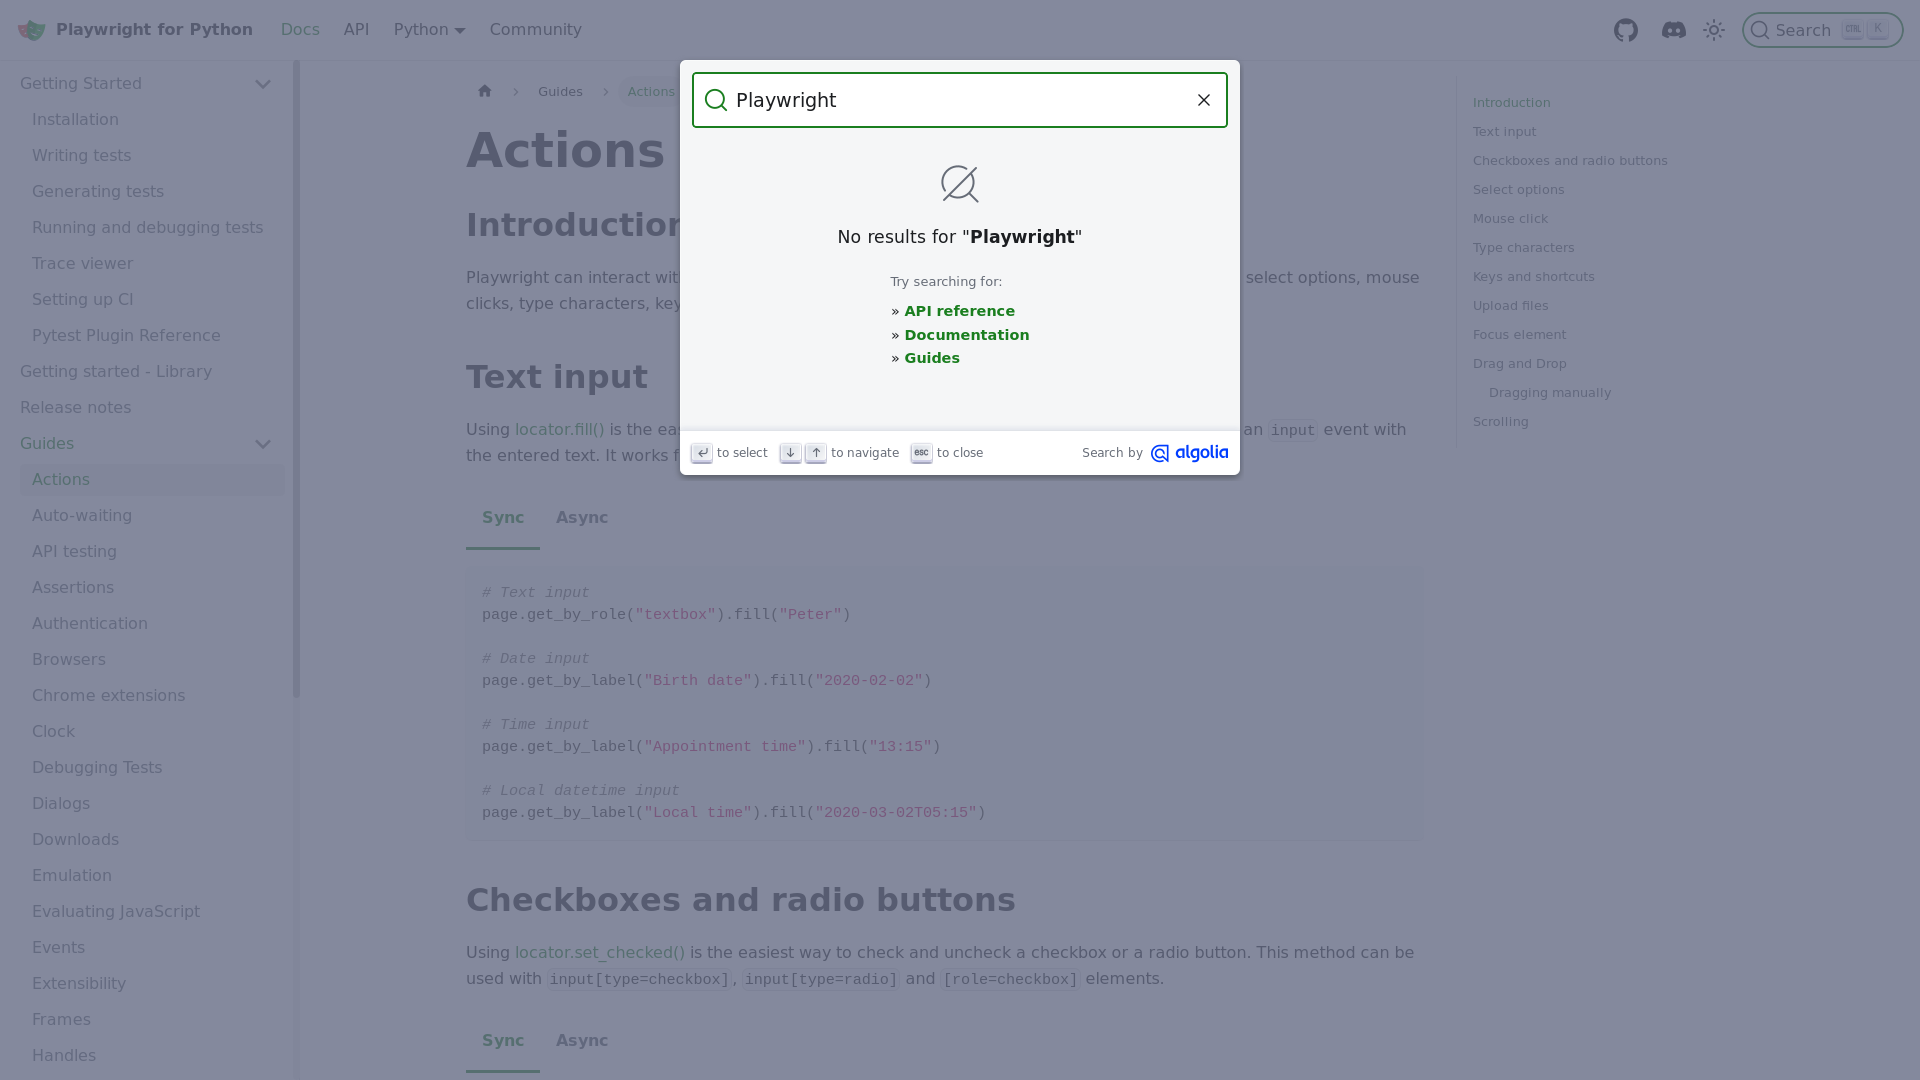 Playwright for Python
Docs
API
Python
Community
Search
CTRL
K
Getting Started
Installation
Writing tests
Generating tests
Running and debugging tests
Trace viewer
Setting up CI
Pytest Plugin Reference
Getting started - Library
Release notes
Guides
Actions
Auto-waiting
API testing
Assertions
Authentication
Browsers
Chrome extensions
Clock
Debugging Tests
Dialogs
Downloads
Emulation
Evaluating JavaScript
Events
Extensibility
Frames
Handles
Guides
Actions
Playwright
No results for "Playwright"
Try searching for:
» API reference
» Documentation
» Guides
to select
to navigate
esc to close
Search by algolia
Actions
Introduction
Playwright can interact wit
select options, mouse
clicks, type characters, key
Text input
Using locator.fill() is the eas
an input event with
the entered text. It works f
Sync
Async
# Text input
page.get_by_role("textbox").fill("Peter")
# Date input
page.get_by_label("Birth date").fill("2020-02-02")
# Time input
page.get_by_label("Appointment time").fill("13:15")
# Local datetime input
page.get_by_label("Local time").fill("2020-03-02T05:15")
Checkboxes and radio buttons
Using locator.set_checked() is the easiest way to check and uncheck a checkbox or a radio button. This method can be
used with input[type=checkbox], input[type=radio] and [role=checkbox] elements.
Sync
Async
Introduction
Text input
Checkboxes and radio buttons
Select options
Mouse click
Type characters
Keys and shortcuts
Upload files
Focus element
Drag and Drop
Dragging manually
Scrolling